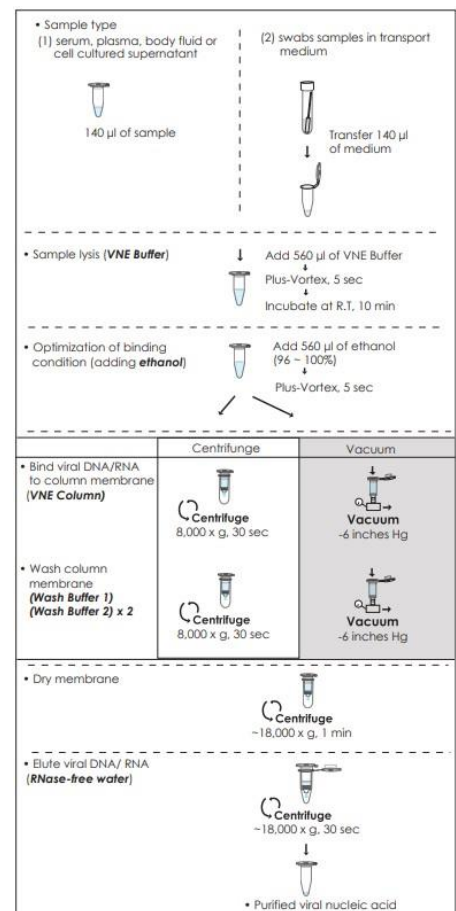 • Sample type
(1) serum, plasma, body fluid or
cell cultured supernatant
140 µl of sample
(2) swabs samples in transport
medium
Transfer 140 µl
of medium
• Sample lysis (VNE Buffer)
Add 560 µl of VNE Buffer
Plus-Vortex, 5 sec
Incubate at R.T, 10 min
• Optimization of binding
condition (adding ethanol)
Add 560 µl of ethanol
(96 ~ 100%)
Plus-Vortex, 5 sec
Centrifunge
Vacuum
• Bind viral DNA/RNA
to column membrane
(VNE Column)
Centrifuge
8,000 x g, 30 sec
Vacuum
-6 inches Hg
• Wash column
membrane
(Wash Buffer 1)
(Wash Buffer 2) x 2
Centrifuge
8,000 x g, 30 sec
Vacuum
-6 inches Hg
• Dry membrane
Centrifuge
~18,000 x g, 1 min
• Elute viral DNA/ RNA
(RNase-free water)
Centrifuge
~18,000 x g, 30 sec
• Purified viral nucleic acid